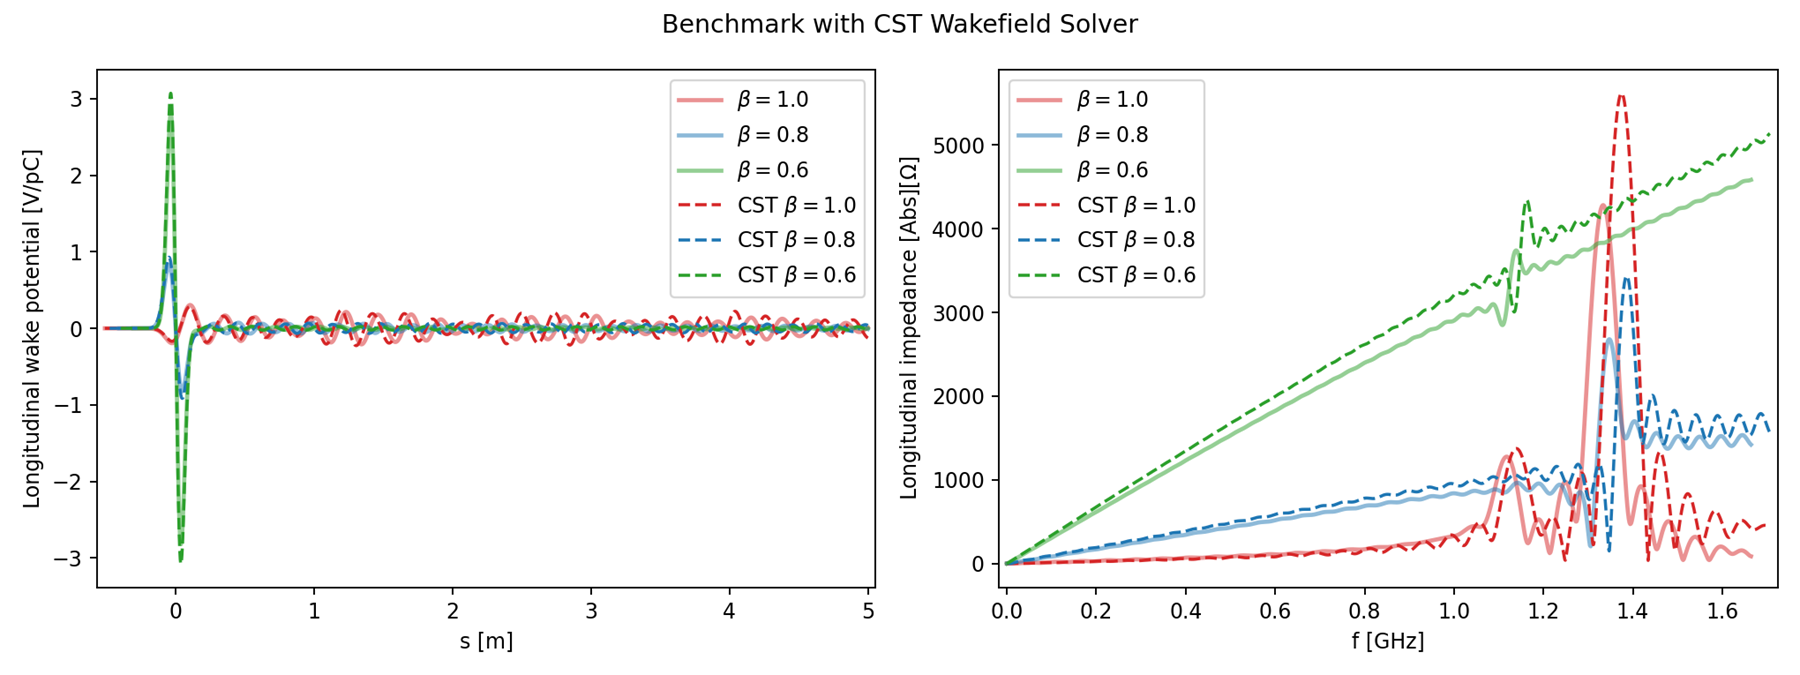 Benchmark with CST Wakefield Solver
Longitudinal wake potential [V/pC]
3
2
1
0
−1
−2
−3
0
1
2
3
4
5
s [m]
β = 1.0
β = 0.8
β = 0.6
CST β = 1.0
CST β = 0.8
CST β = 0.6
Longitudinal impedance [Abs][Ω]
5000
4000
3000
2000
1000
0
0.0
0.2
0.4
0.6
0.8
1.0
1.2
1.4
1.6
f [GHz]
β = 1.0
β = 0.8
β = 0.6
CST β = 1.0
CST β = 0.8
CST β = 0.6